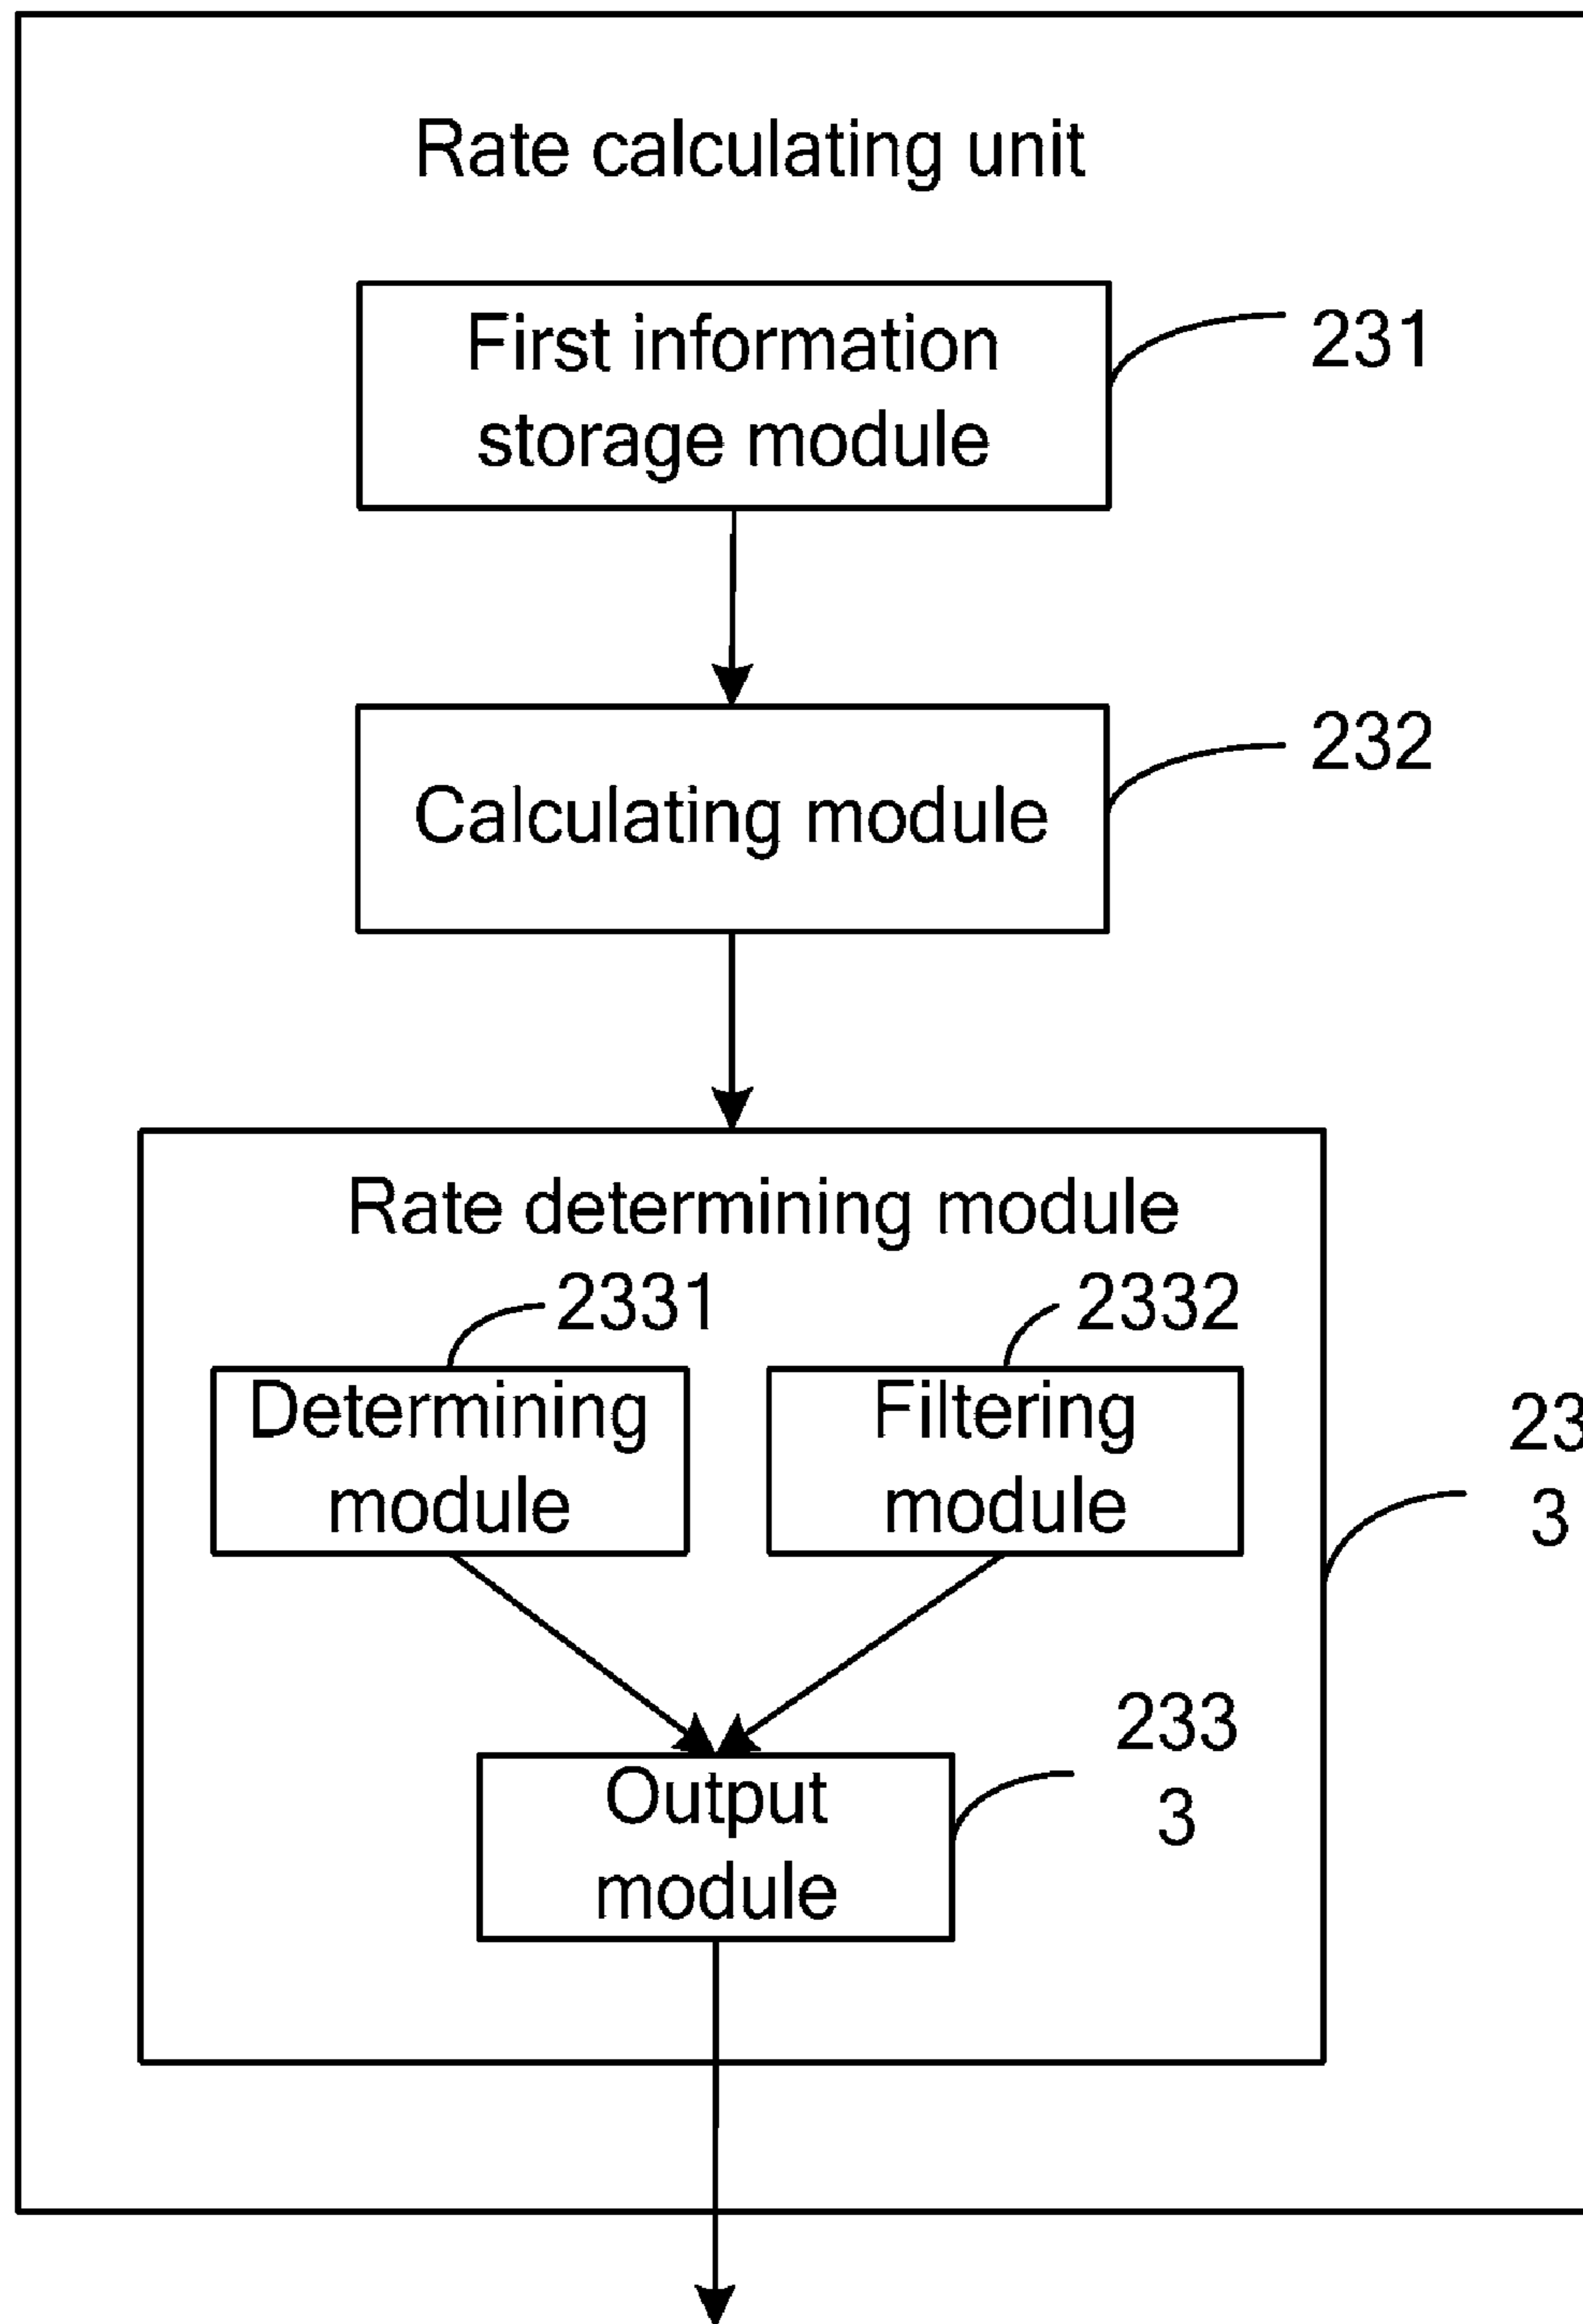 Rate calculating unit
First information
storage module
231
Calculating module
232
Rate determining module
2331
2332
Determining
module
Filtering
module
23
3
Output
module
233
3